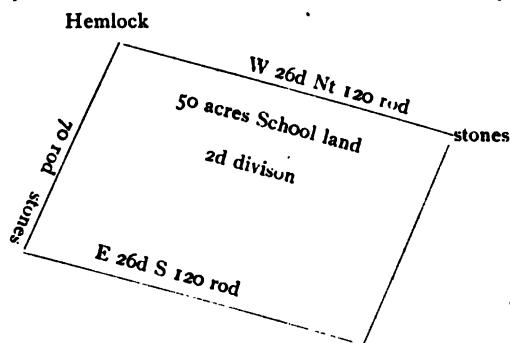 Hemlock
W 26d Nt 120 rod
50 acres School land
stones
2d divison
70 rod
stones
E 26d S 120 rod